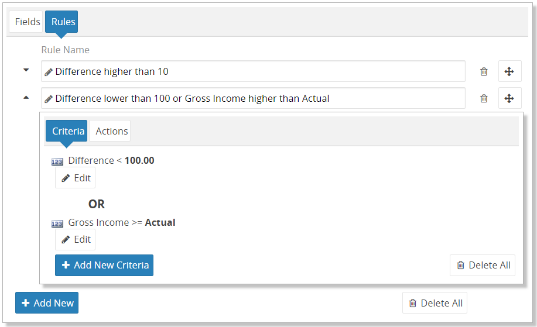 Fields Rules
Rule Name
Difference higher than 10
Difference lower than 100 or Gross Income higher than Actual
Criteria Actions
123 Difference < 100.00
Edit
OR
123 Gross Income >= Actual
Edit
+ Add New Criteria Delete All
+ Add New Delete All